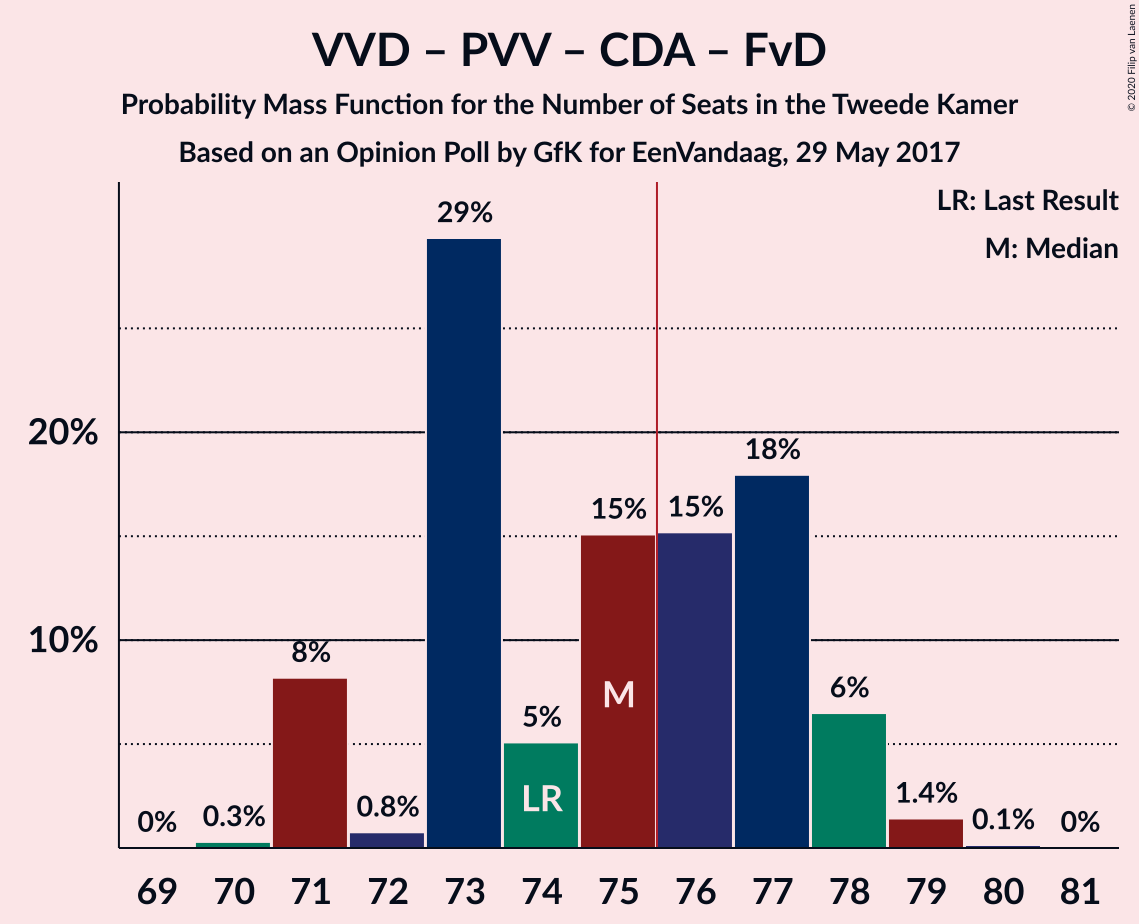 VVD – PVV – CDA – FvD
Probability Mass Function for the Number of Seats in the Tweede Kamer
Based on an Opinion Poll by GfK for EenVandaag, 29 May 2017
© 2020 Filip van Laenen
LR: Last Result
M: Median
20%
10%
0%
0.3%
8%
0.8%
29%
5%
15%
15%
18%
6%
1.4%
0.1%
0%
LR
M
69 70 71 72 73 74 75 76 77 78 79 80 81